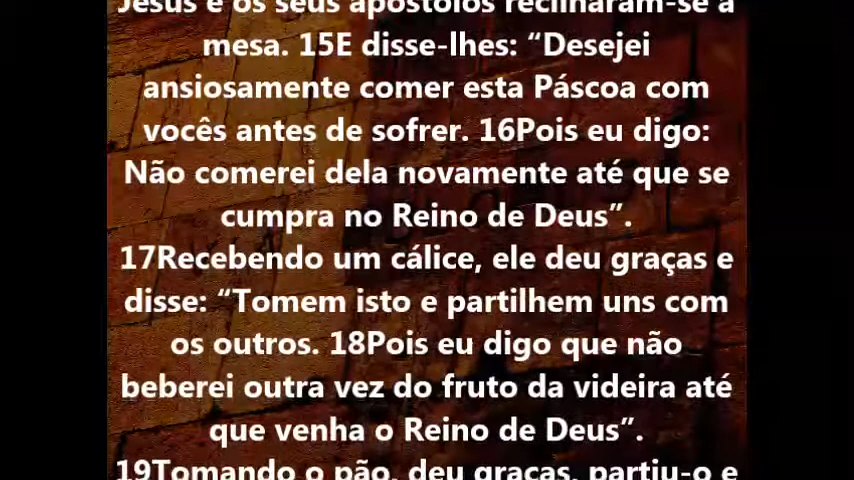 Jesus e os seus apóstolos reclinaram-se à
mesa. 15E disse-lhes: “Desejei
ansiosamente comer esta Páscoa com
vocês antes de sofrer. 16Pois eu digo:
Não comerei dela novamente até que se
cumpra no Reino de Deus”.
17Recebendo um cálice, ele deu graças e
disse: “Tomem isto e partilhem uns com
os outros. 18Pois eu digo que não
beberei outra vez do fruto da videira até
que venha o Reino de Deus”.
19Tomando o pão, deu graças, partiu-o e